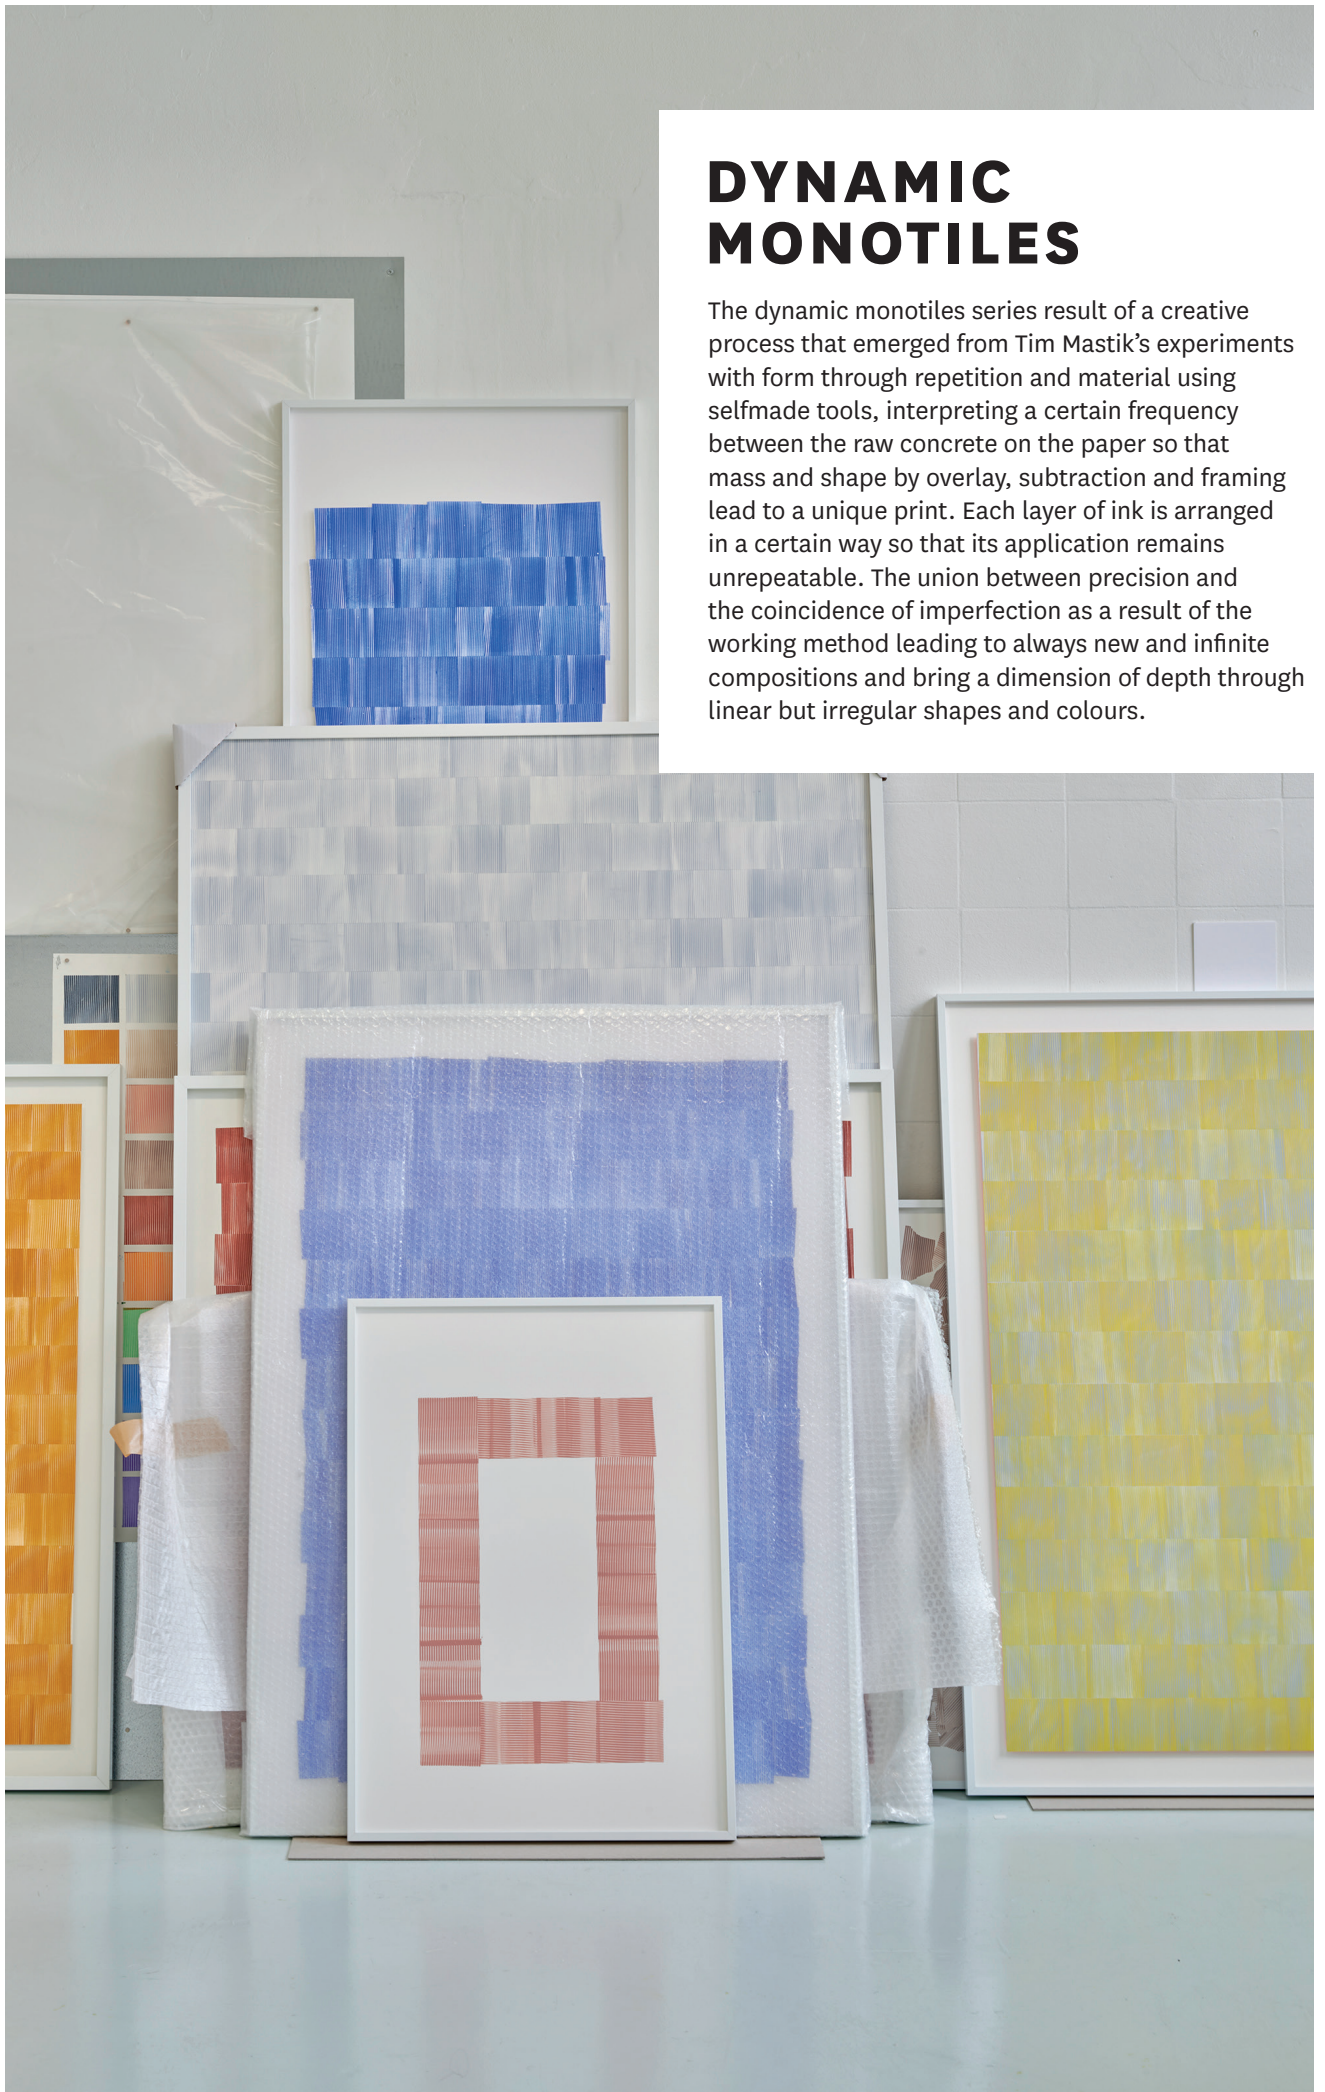 DYNAMIC
MONOTILES
The dynamic monotiles series result of a creative
process that emerged from Tim Mastik’s experiments
with form through repetition and material using
selfmade tools, interpreting a certain frequency
between the raw concrete on the paper so that
mass and shape by overlay, subtraction and framing
lead to a unique print. Each layer of ink is arranged
in a certain way so that its application remains
unrepeatable. The union between precision and
the coincidence of imperfection as a result of the
working method leading to always new and infinite
compositions and bring a dimension of depth through
linear but irregular shapes and colours.